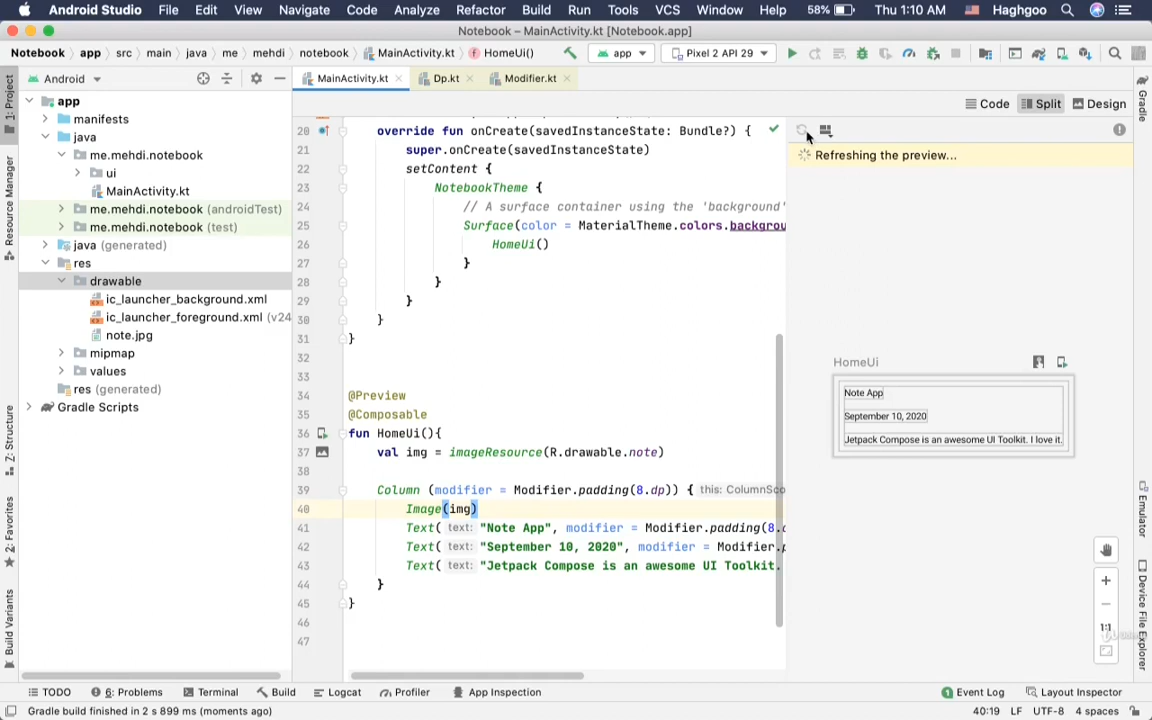 Android Studio File Edit View Navigate Code Analyze Refactor Build Run Tools VCS Window Help 58% Thu 1:10 AM Haghgoo
Notebook – MainActivity.kt [Notebook.app]
Notebook app src main java me mehdi notebook MainActivity.kt HomeUi() app Pixel 2 API 29
Android MainActivity.kt Dp.kt Modifier.kt
Code Split Design
1: Project
Resource Manager
Z: Structure
2: Favorites
Build Variants
app
manifests
java
me.mehdi.notebook
ui
MainActivity.kt
me.mehdi.notebook (androidTest)
me.mehdi.notebook (test)
java (generated)
res
drawable
ic_launcher_background.xml
ic_launcher_foreground.xml (v24
note.jpg
mipmap
values
res (generated)
Gradle Scripts
20 override fun onCreate(savedInstanceState: Bundle?) {
21 super.onCreate(savedInstanceState)
22 setContent {
23 NotebookTheme {
24 // A surface container using the 'background'
25 Surface(color = MaterialTheme.colors.backgrou
26 HomeUi()
27 }
28 }
29 }
30 }
31 }
32
33
34 @Preview
35 @Composable
36 fun HomeUi(){
37 val img = imageResource(R.drawable.note)
38
39 Column (modifier = Modifier.padding(8.dp)) { this: ColumnSco
40 Image(img)
41 Text( text: "Note App", modifier = Modifier.padding(8.d
42 Text( text: "September 10, 2020", modifier = Modifier.p
43 Text( text: "Jetpack Compose is an awesome UI Toolkit.
44 }
45 }
46
47
Refreshing the preview...
HomeUi
Note App
September 10, 2020
Jetpack Compose is an awesome UI Toolkit. I love it.
1:1
Gradle
Emulator
Device File Explorer
TODO 6: Problems Terminal Build Logcat Profiler App Inspection 1 Event Log Layout Inspector
Gradle build finished in 2 s 899 ms (moments ago) 40:19 LF UTF-8 4 spaces